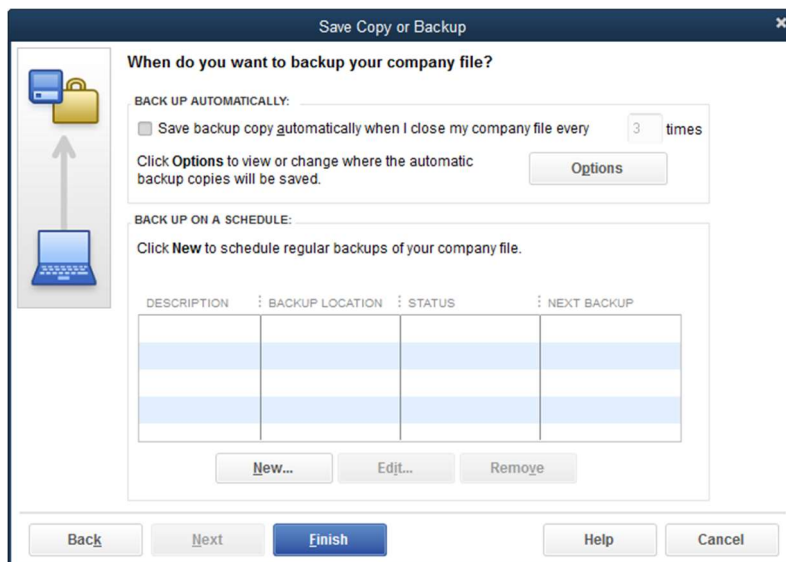 Save Copy or Backup
When do you want to backup your company file?
BACK UP AUTOMATICALLY:
Save backup copy automatically when I close my company file every 3 times
Click Options to view or change where the automatic
backup copies will be saved.
Options
BACK UP ON A SCHEDULE:
Click New to schedule regular backups of your company file.
DESCRIPTION BACKUP LOCATION STATUS NEXT BACKUP
New... Edit... Remove
Back Next Finish Help Cancel